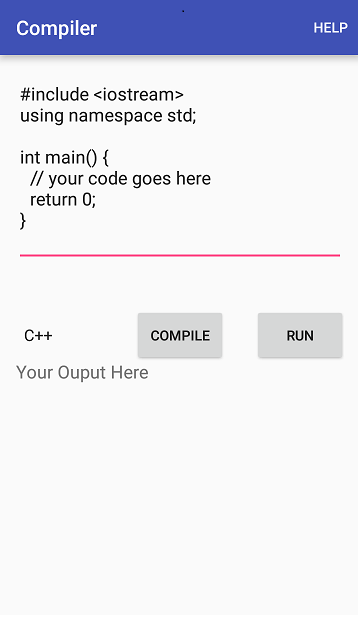 Compiler HELP
#include <iostream>
using namespace std;
int main() {
// your code goes here
return 0;
}
C++ COMPILE RUN
Your Ouput Here